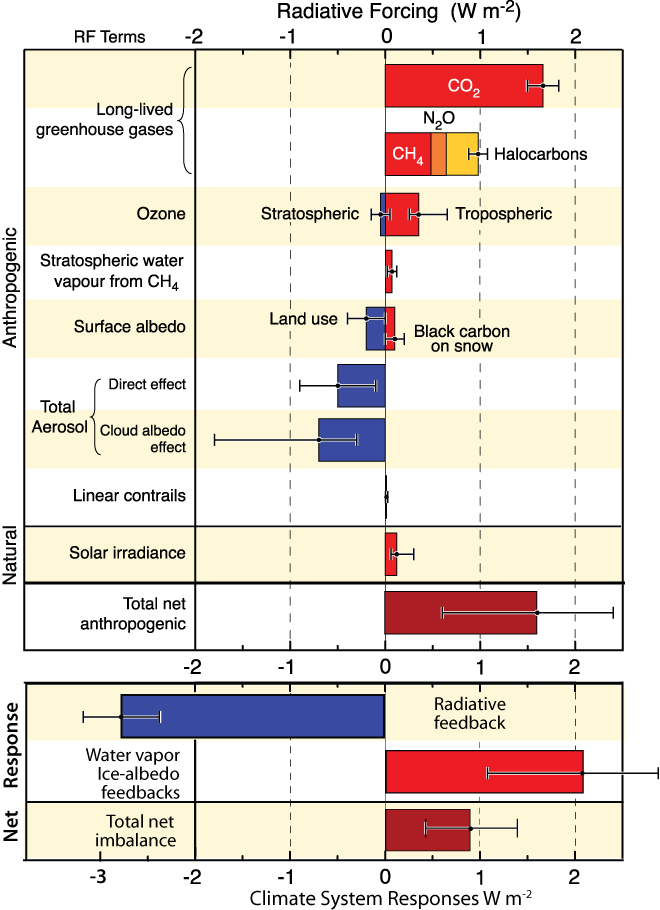 Radiative Forcing (W m-2)
RF Terms -2 -1 0 1 2
Anthropogenic
Long-lived
greenhouse gases
CO2
N2O
CH4 Halocarbons
Ozone Stratospheric Tropospheric
Stratospheric water
vapour from CH4
Surface albedo
Land use
Black carbon
on snow
Total
Aerosol
Direct effect
Cloud albedo
effect
Linear contrails
Natural
Solar irradiance
Total net
anthropogenic
-2 -1 0 1 2
Response
Radiative
feedback
Water vapor
Ice-albedo
feedbacks
Net
Total net
imbalance
-3 -2 -1 0 1 2
Climate System Responses W m-2